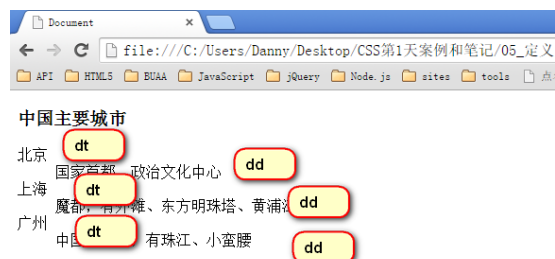 Document ×
file:///C:/Users/Danny/Desktop/CSS第1天案例和笔记/05_定义
API HTML5 BUAA JavaScript jQuery Node.js sites tools 点
中国主要城市
北京 dt
国家首都、政治文化中心 dd
上海 dt
魔都，有外滩、东方明珠塔、黄浦江 dd
广州 dt
中国 有珠江、小蛮腰 dd